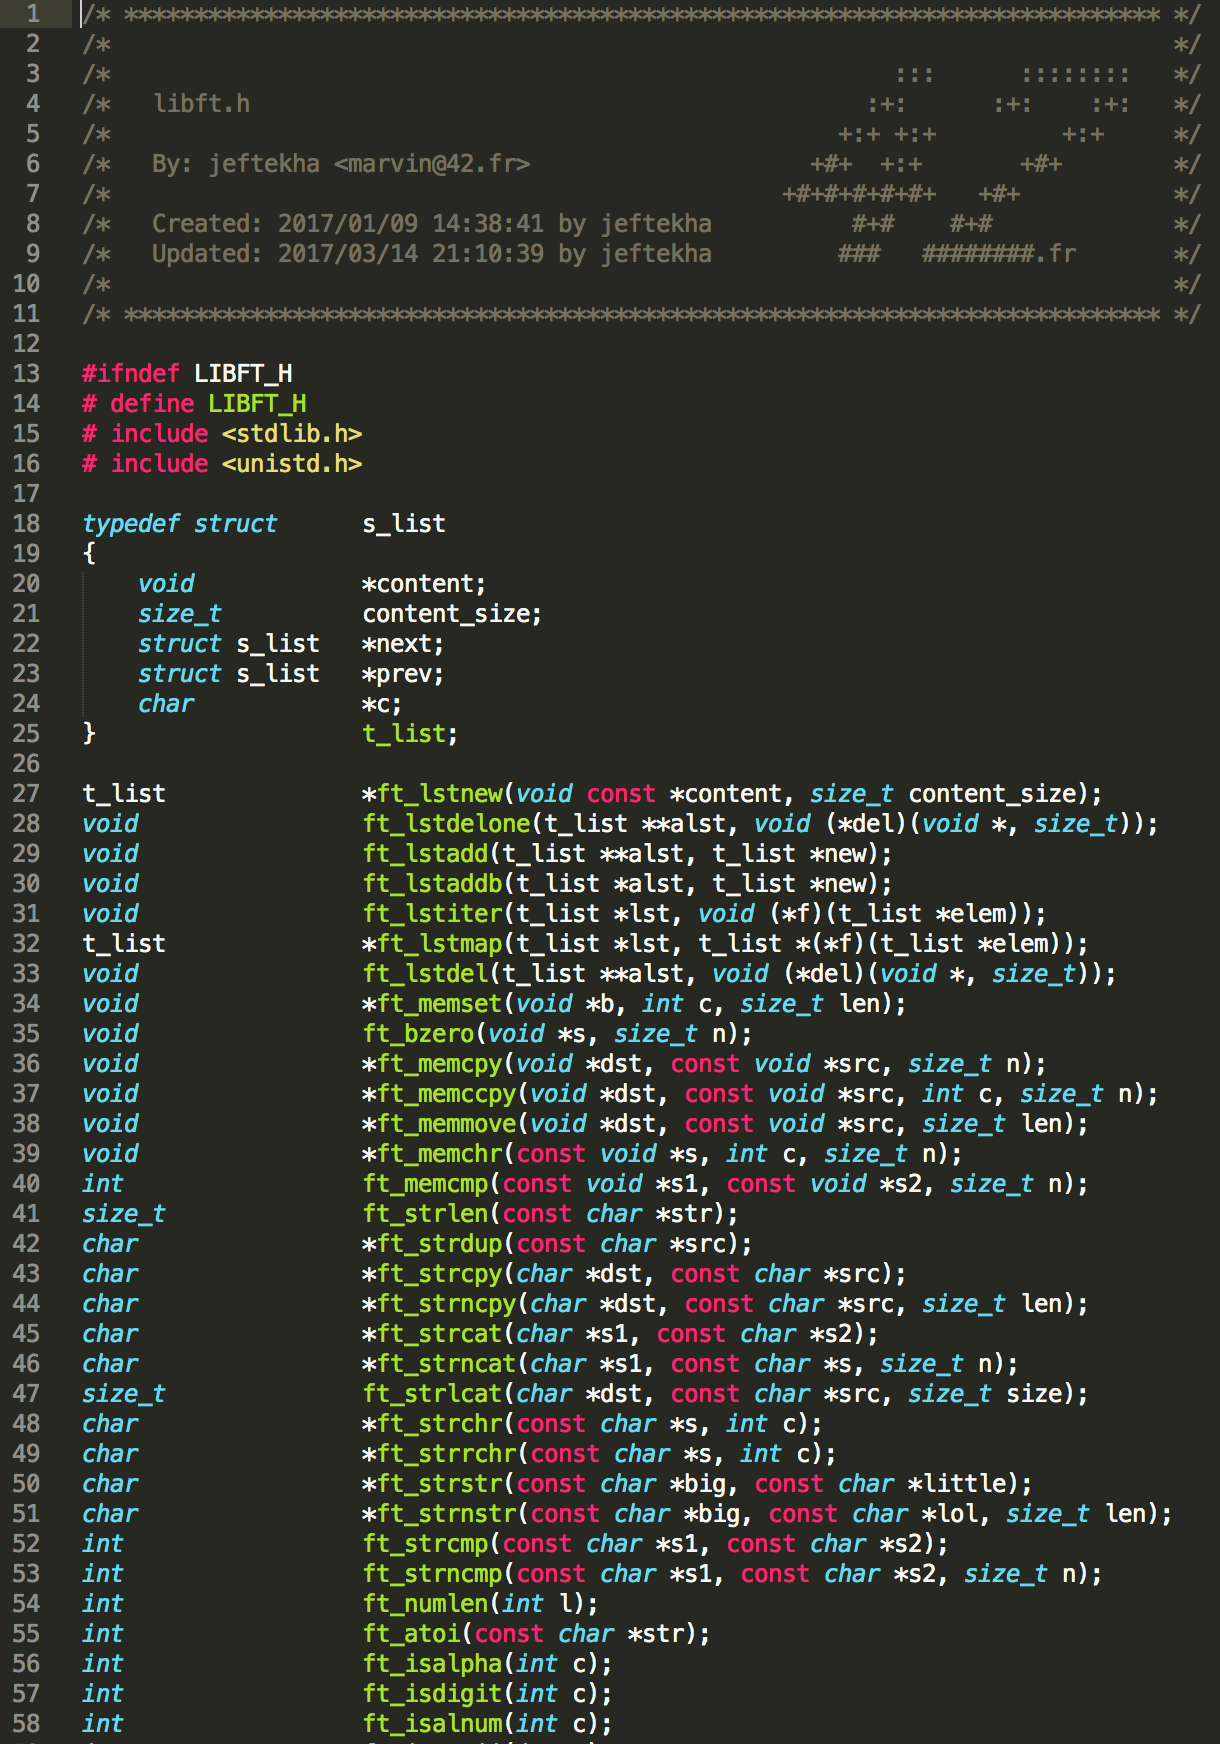 1 /* ************************************************************************** */
2 /*                                                                            */
3 /*                                                        :::      ::::::::   */
4 /*   libft.h                                            :+:      :+:    :+:   */
5 /*                                                    +:+ +:+         +:+     */
6 /*   By: jeftekha <marvin@42.fr>                    +#+  +:+       +#+        */
7 /*                                                +#+#+#+#+#+   +#+           */
8 /*   Created: 2017/01/09 14:38:41 by jeftekha          #+#    #+#             */
9 /*   Updated: 2017/03/14 21:10:39 by jeftekha         ###   ########.fr       */
10 /*                                                                            */
11 /* ************************************************************************** */
12
13 #ifndef LIBFT_H
14 # define LIBFT_H
15 # include <stdlib.h>
16 # include <unistd.h>
17
18 typedef struct      s_list
19 {
20     void            *content;
21     size_t          content_size;
22     struct s_list   *next;
23     struct s_list   *prev;
24     char            *c;
25 }                   t_list;
26
27 t_list              *ft_lstnew(void const *content, size_t content_size);
28 void                ft_lstdelone(t_list **alst, void (*del)(void *, size_t));
29 void                ft_lstadd(t_list **alst, t_list *new);
30 void                ft_lstaddb(t_list *alst, t_list *new);
31 void                ft_lstiter(t_list *lst, void (*f)(t_list *elem));
32 t_list              *ft_lstmap(t_list *lst, t_list *(*f)(t_list *elem));
33 void                ft_lstdel(t_list **alst, void (*del)(void *, size_t));
34 void                *ft_memset(void *b, int c, size_t len);
35 void                ft_bzero(void *s, size_t n);
36 void                *ft_memcpy(void *dst, const void *src, size_t n);
37 void                *ft_memccpy(void *dst, const void *src, int c, size_t n);
38 void                *ft_memmove(void *dst, const void *src, size_t len);
39 void                *ft_memchr(const void *s, int c, size_t n);
40 int                 ft_memcmp(const void *s1, const void *s2, size_t n);
41 size_t              ft_strlen(const char *str);
42 char                *ft_strdup(const char *src);
43 char                *ft_strcpy(char *dst, const char *src);
44 char                *ft_strncpy(char *dst, const char *src, size_t len);
45 char                *ft_strcat(char *s1, const char *s2);
46 char                *ft_strncat(char *s1, const char *s, size_t n);
47 size_t              ft_strlcat(char *dst, const char *src, size_t size);
48 char                *ft_strchr(const char *s, int c);
49 char                *ft_strrchr(const char *s, int c);
50 char                *ft_strstr(const char *big, const char *little);
51 char                *ft_strnstr(const char *big, const char *lol, size_t len);
52 int                 ft_strcmp(const char *s1, const char *s2);
53 int                 ft_strncmp(const char *s1, const char *s2, size_t n);
54 int                 ft_numlen(int l);
55 int                 ft_atoi(const char *str);
56 int                 ft_isalpha(int c);
57 int                 ft_isdigit(int c);
58 int                 ft_isalnum(int c);